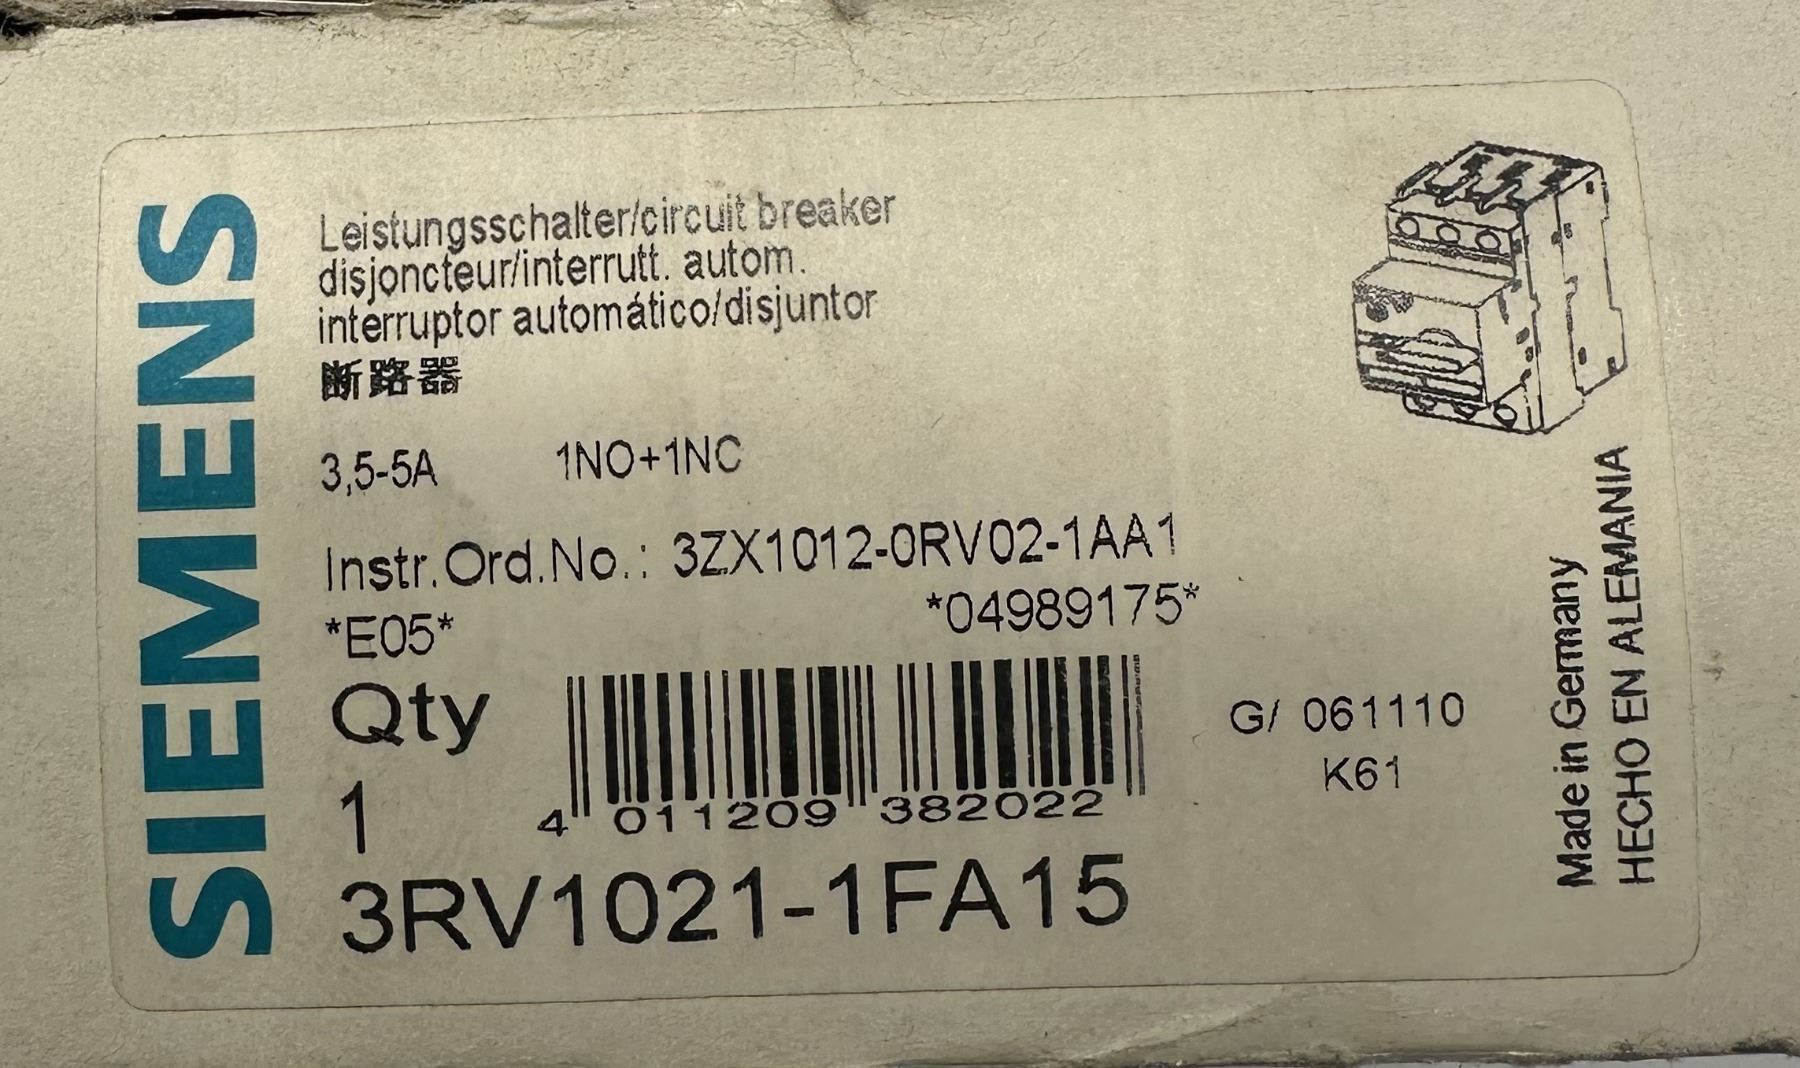 SIEMENS
Leistungsschalter/circuit breaker
disjoncteur/interrutt. autom.
interruptor automático/disjuntor
断路器
3,5-5A 1NO+1NC
Instr.Ord.No.: 3ZX1012-0RV02-1AA1
*E05* *04989175*
Qty
1
4 011209 382022
3RV1021-1FA15
G/ 061110
K61
Made in Germany
HECHO EN ALEMANIA